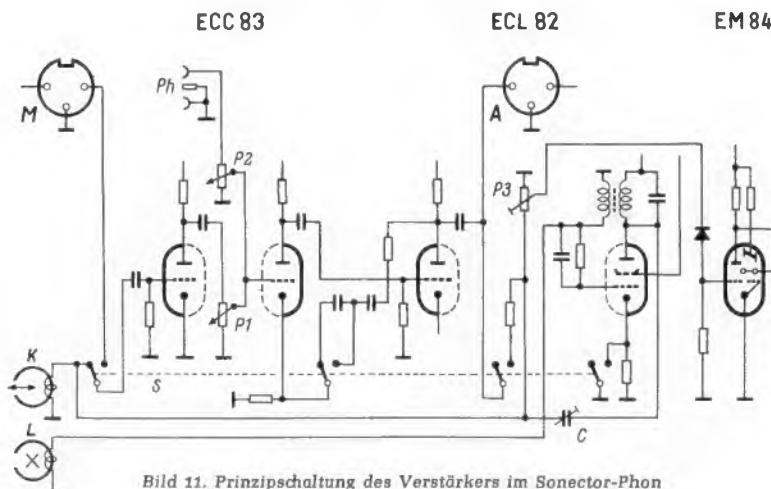 ECC 83
ECL 82
EM 84
M
Ph
A
P2
P3
P1
K
S
L
C
Bild 11. Prinzipschaltung des Verstärkers im Sonector-Phon